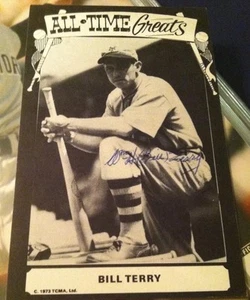 ALL-TIME Greats
BILL TERRY
C. 1973 TCMA, Ltd.